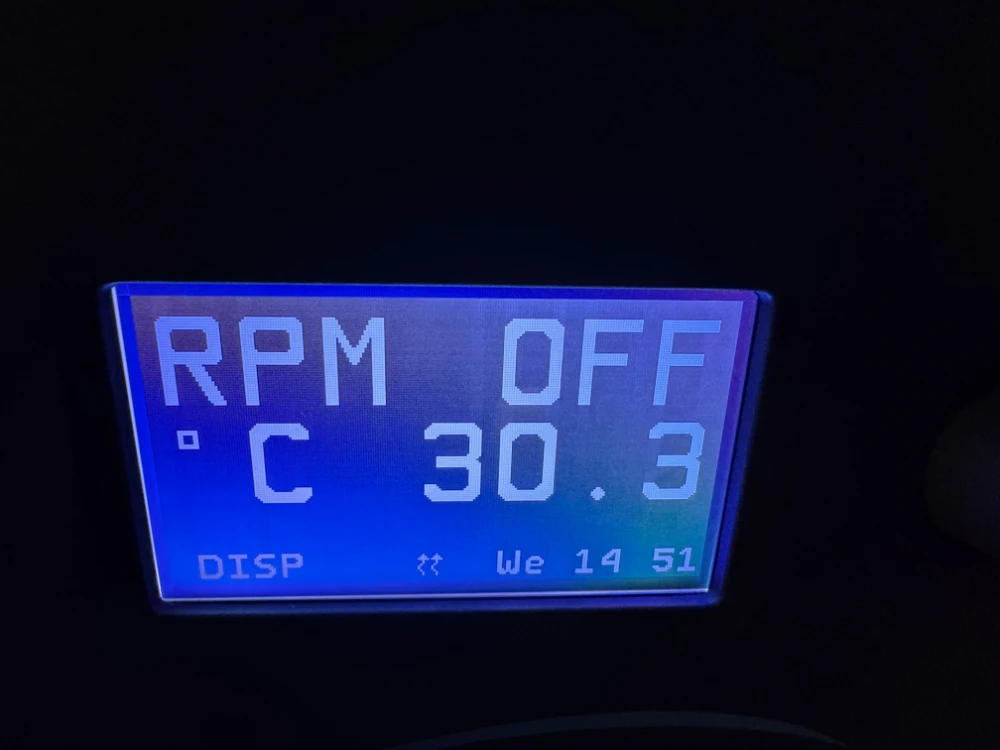 RPM OFF
°C 30.3
DISP We 14 51